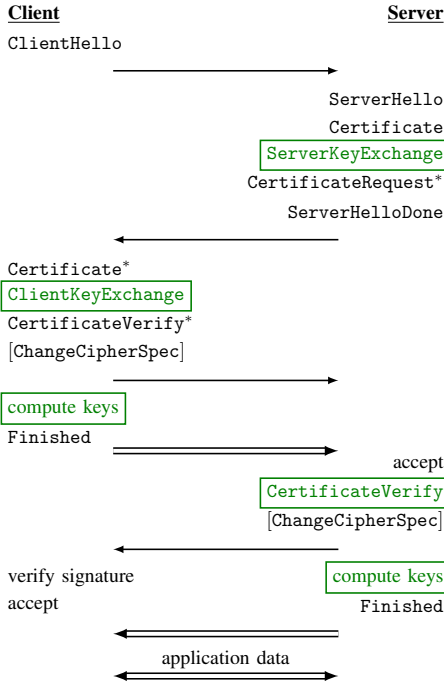 Client Server
ClientHello
ServerHello
Certificate
ServerKeyExchange
CertificateRequest*
ServerHelloDone
Certificate*
ClientKeyExchange
CertificateVerify*
[ChangeCipherSpec]
compute keys
Finished
accept
CertificateVerify
[ChangeCipherSpec]
verify signature compute keys
accept Finished
application data